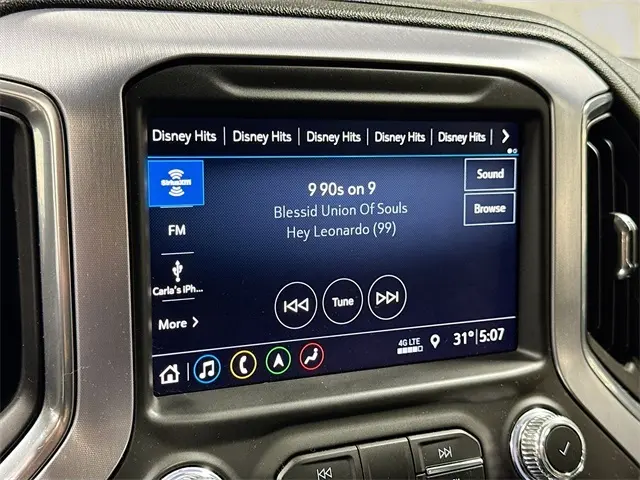 Disney Hits | Disney Hits | Disney Hits | Disney Hits | Disney Hits |
SiriusXM
9 90s on 9
Sound
Blessid Union Of Souls
Browse
FM
Hey Leonardo (99)
Carla's iPh...
Tune
More
4G LTE
31° 5:07